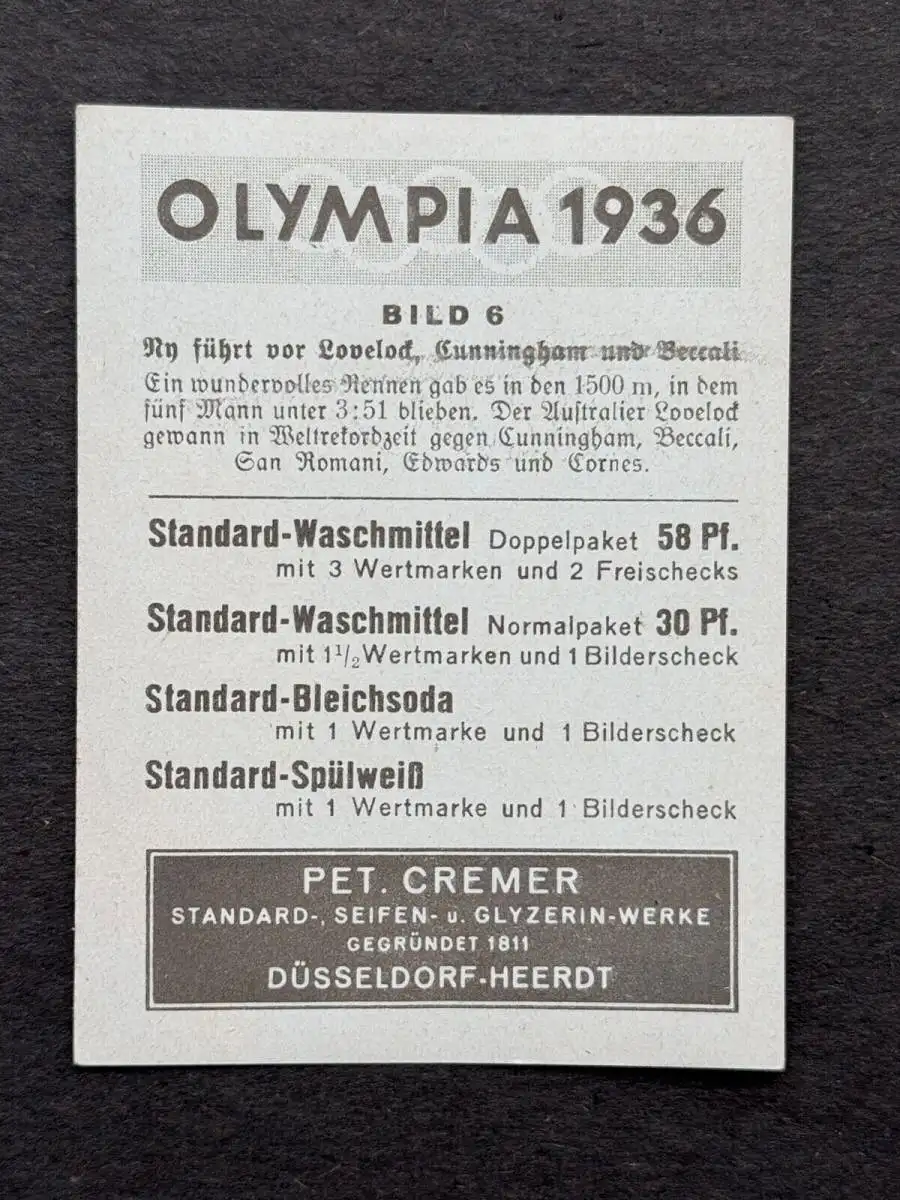 OLYMPIA 1936
BILD 6
Ny führt vor Lovelock, Cunningham und Beccali
Ein wundervolles Rennen gab es in den 1500 m, in dem
fünf Mann unter 3:51 blieben. Der Australier Lovelock
gewann in Weltrekordzeit gegen Cunningham, Beccali,
San Romani, Edwards und Cornes.
Standard-Waschmittel Doppelpaket 58 Pf.
mit 3 Wertmarken und 2 Freischecks
Standard-Waschmittel Normalpaket 30 Pf.
mit 1 1/2 Wertmarken und 1 Bilderscheck
Standard-Bleichsoda
mit 1 Wertmarke und 1 Bilderscheck
Standard-Spülweiß
mit 1 Wertmarke und 1 Bilderscheck
PET. CREMER
STANDARD-, SEIFEN- u. GLYZERIN-WERKE
GEGRÜNDET 1811
DÜSSELDORF-HEERDT